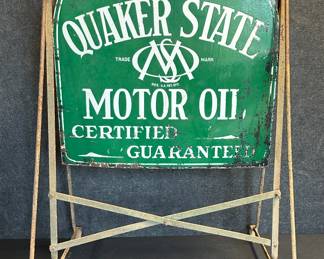 QUAKER STATE
TRADE MARK
MOTOR OIL
CERTIFIED
GUARANTEED